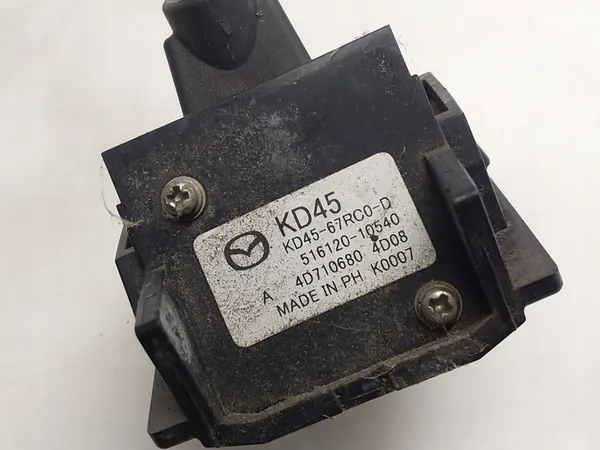 KD45
KD45-67RC0-D
516120-10540
A 4D710680 4D08
MADE IN PH K0007